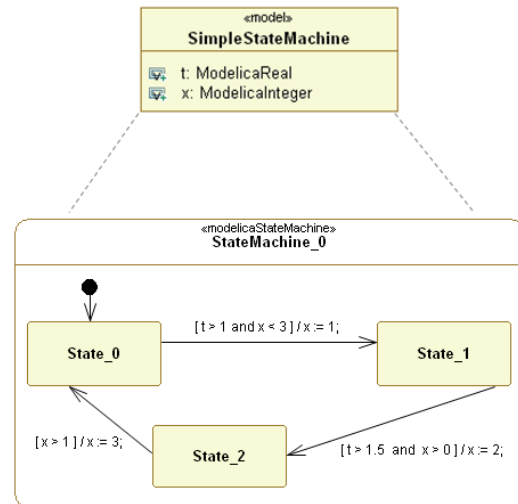 «model»
SimpleStateMachine
t: ModelicaReal
x: ModelicaInteger
«modelicaStateMachine»
StateMachine_0
[ t > 1 and x < 3 ] / x := 1;
State_0
State_1
[ x > 1 ] / x := 3;
[ t > 1.5 and x > 0 ] / x := 2;
State_2